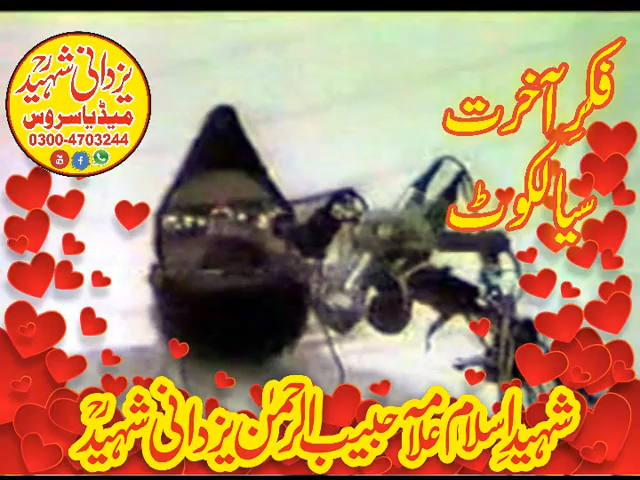 یزدانی شہیدؒ
میڈیا سروس
0300-4703244
فکرِ آخرت
سیالکوٹ
شہیدِ اسلام علامہ حبیب الرحمٰن یزدانی شہیدؒ